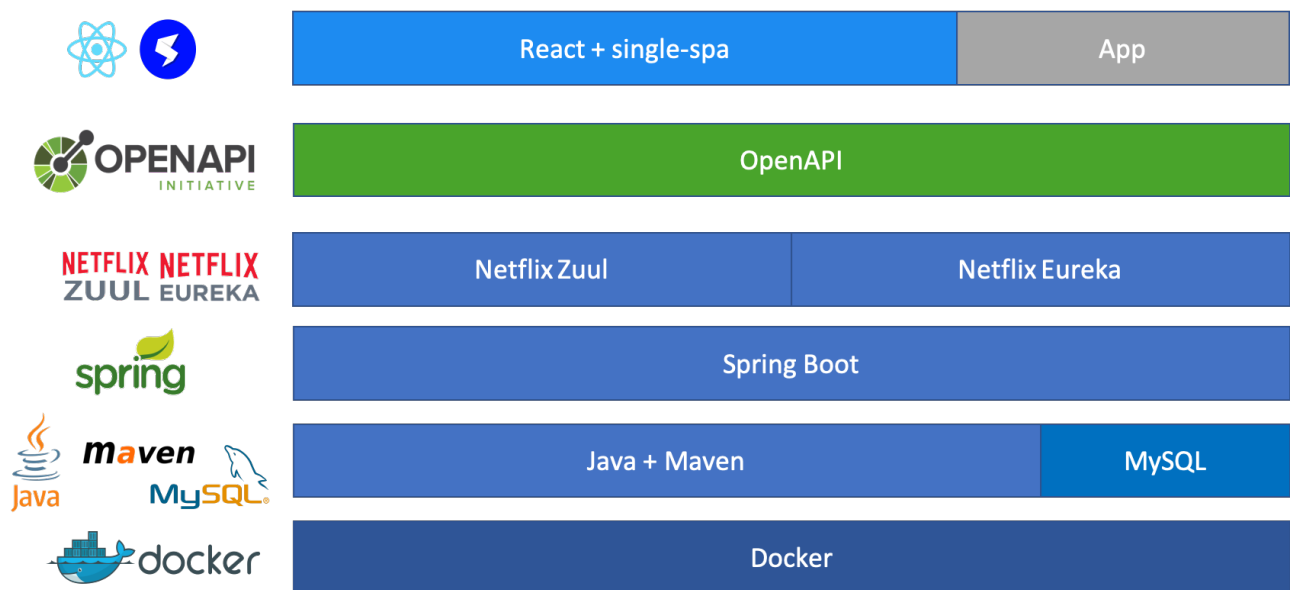 React + single-spa
App
OPENAPI
INITIATIVE
OpenAPI
NETFLIX NETFLIX
ZUUL EUREKA
Netflix Zuul
Netflix Eureka
spring
Spring Boot
Java
maven
MySQL®
Java + Maven
MySQL
docker
Docker